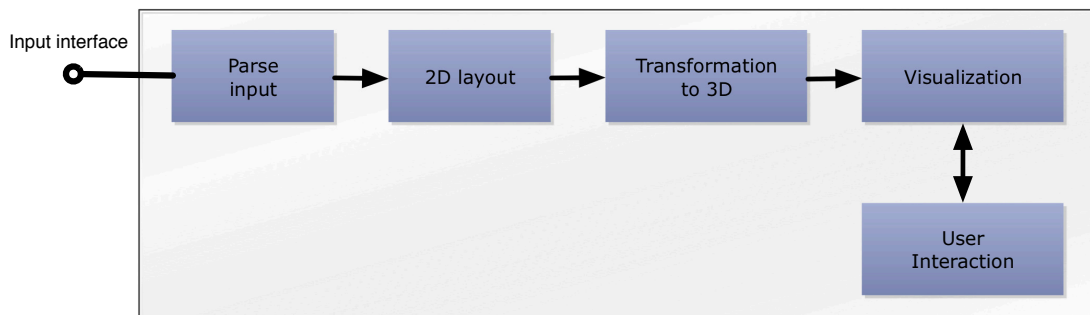 Input interface
Parse
input
2D layout
Transformation
to 3D
Visualization
User
Interaction